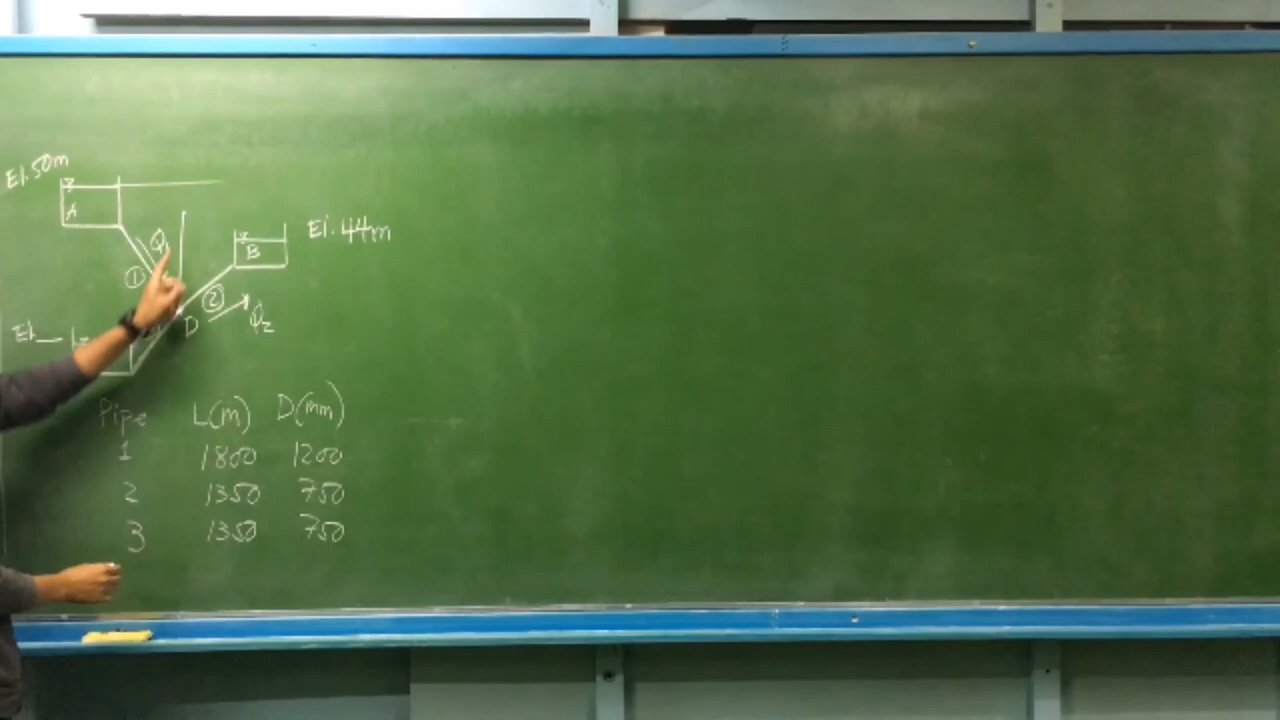 El. 50m
A
Q
①
B
El. 44m
②
Q₂
D
El
Pipe L(m) D(mm)
1 1800 1200
2 1350 750
3 1350 750